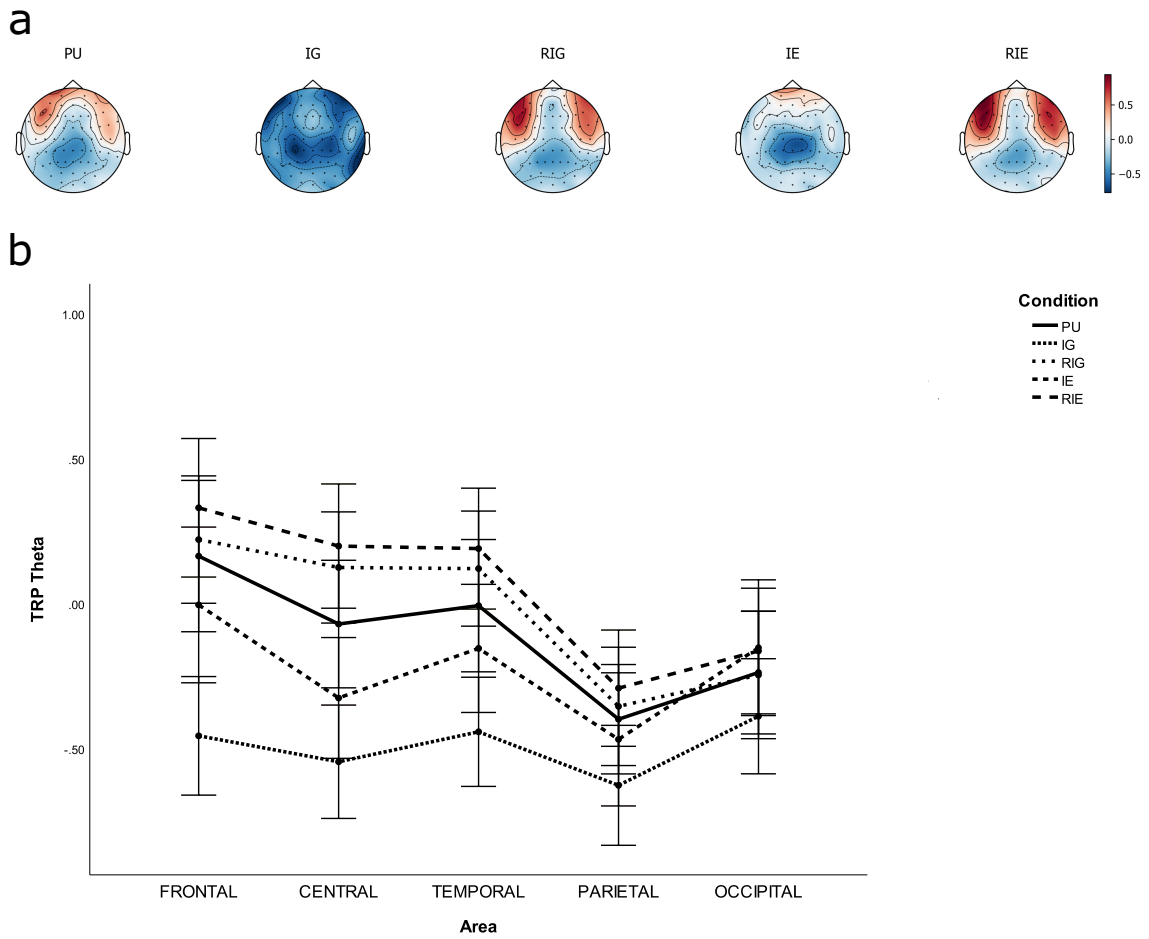 a
PU IG RIG IE RIE
0.5
0.0
−0.5
b
Condition
PU
IG
RIG
IE
RIE
1.00
.50
.00
-.50
TRP Theta
FRONTAL CENTRAL TEMPORAL PARIETAL OCCIPITAL
Area